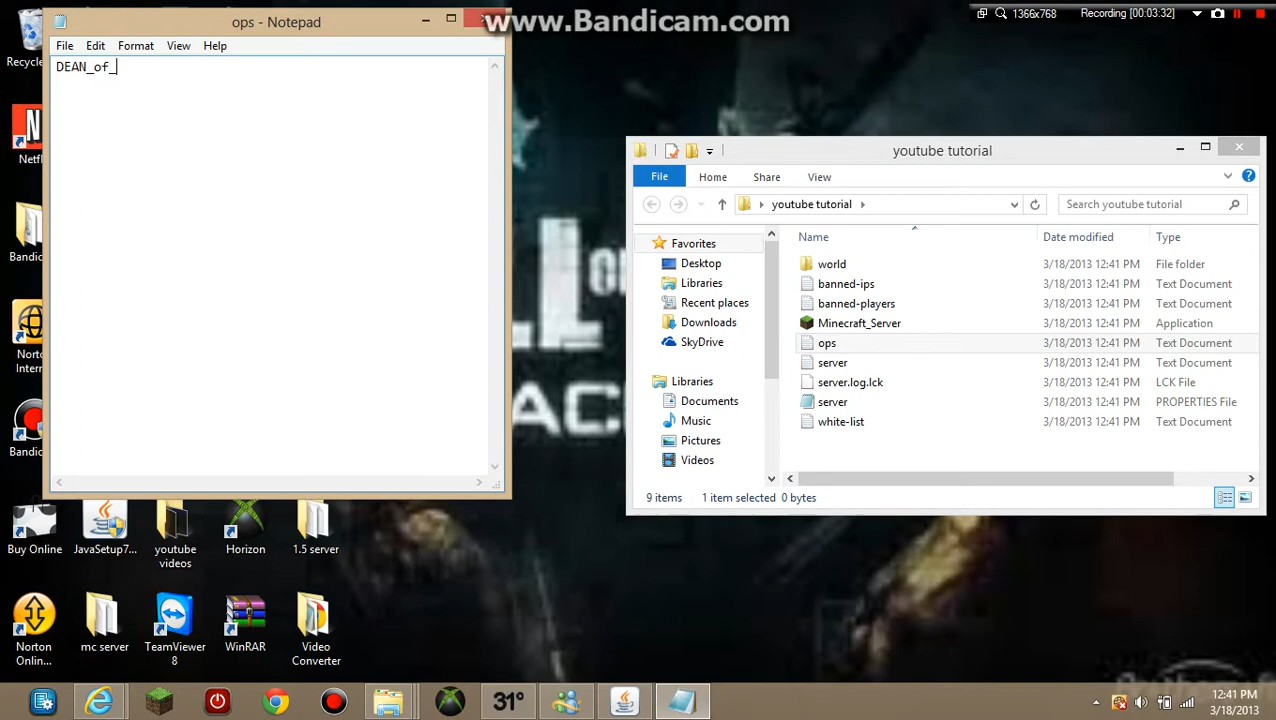 ops - Notepad
www.Bandicam.com
1366x768
Recording [00:03:32]
File Edit Format View Help
DEAN_of_
Recycle
Netfl
Bandic
Norto
Intern
Bandic
youtube tutorial
File Home Share View
youtube tutorial
Search youtube tutorial
Favorites
Desktop
Libraries
Recent places
Downloads
SkyDrive
Libraries
Documents
Music
Pictures
Videos
Name Date modified Type
world 3/18/2013 12:41 PM File folder
banned-ips 3/18/2013 12:41 PM Text Document
banned-players 3/18/2013 12:41 PM Text Document
Minecraft_Server 3/18/2013 12:41 PM Application
ops 3/18/2013 12:41 PM Text Document
server 3/18/2013 12:41 PM Text Document
server.log.lck 3/18/2013 12:41 PM LCK File
server 3/18/2013 12:41 PM PROPERTIES File
white-list 3/18/2013 12:41 PM Text Document
9 items 1 item selected 0 bytes
Buy Online
JavaSetup7...
youtube
videos
Horizon
1.5 server
Norton
Onlin...
mc server
TeamViewer
8
WinRAR
Video
Converter
31°
12:41 PM
3/18/2013